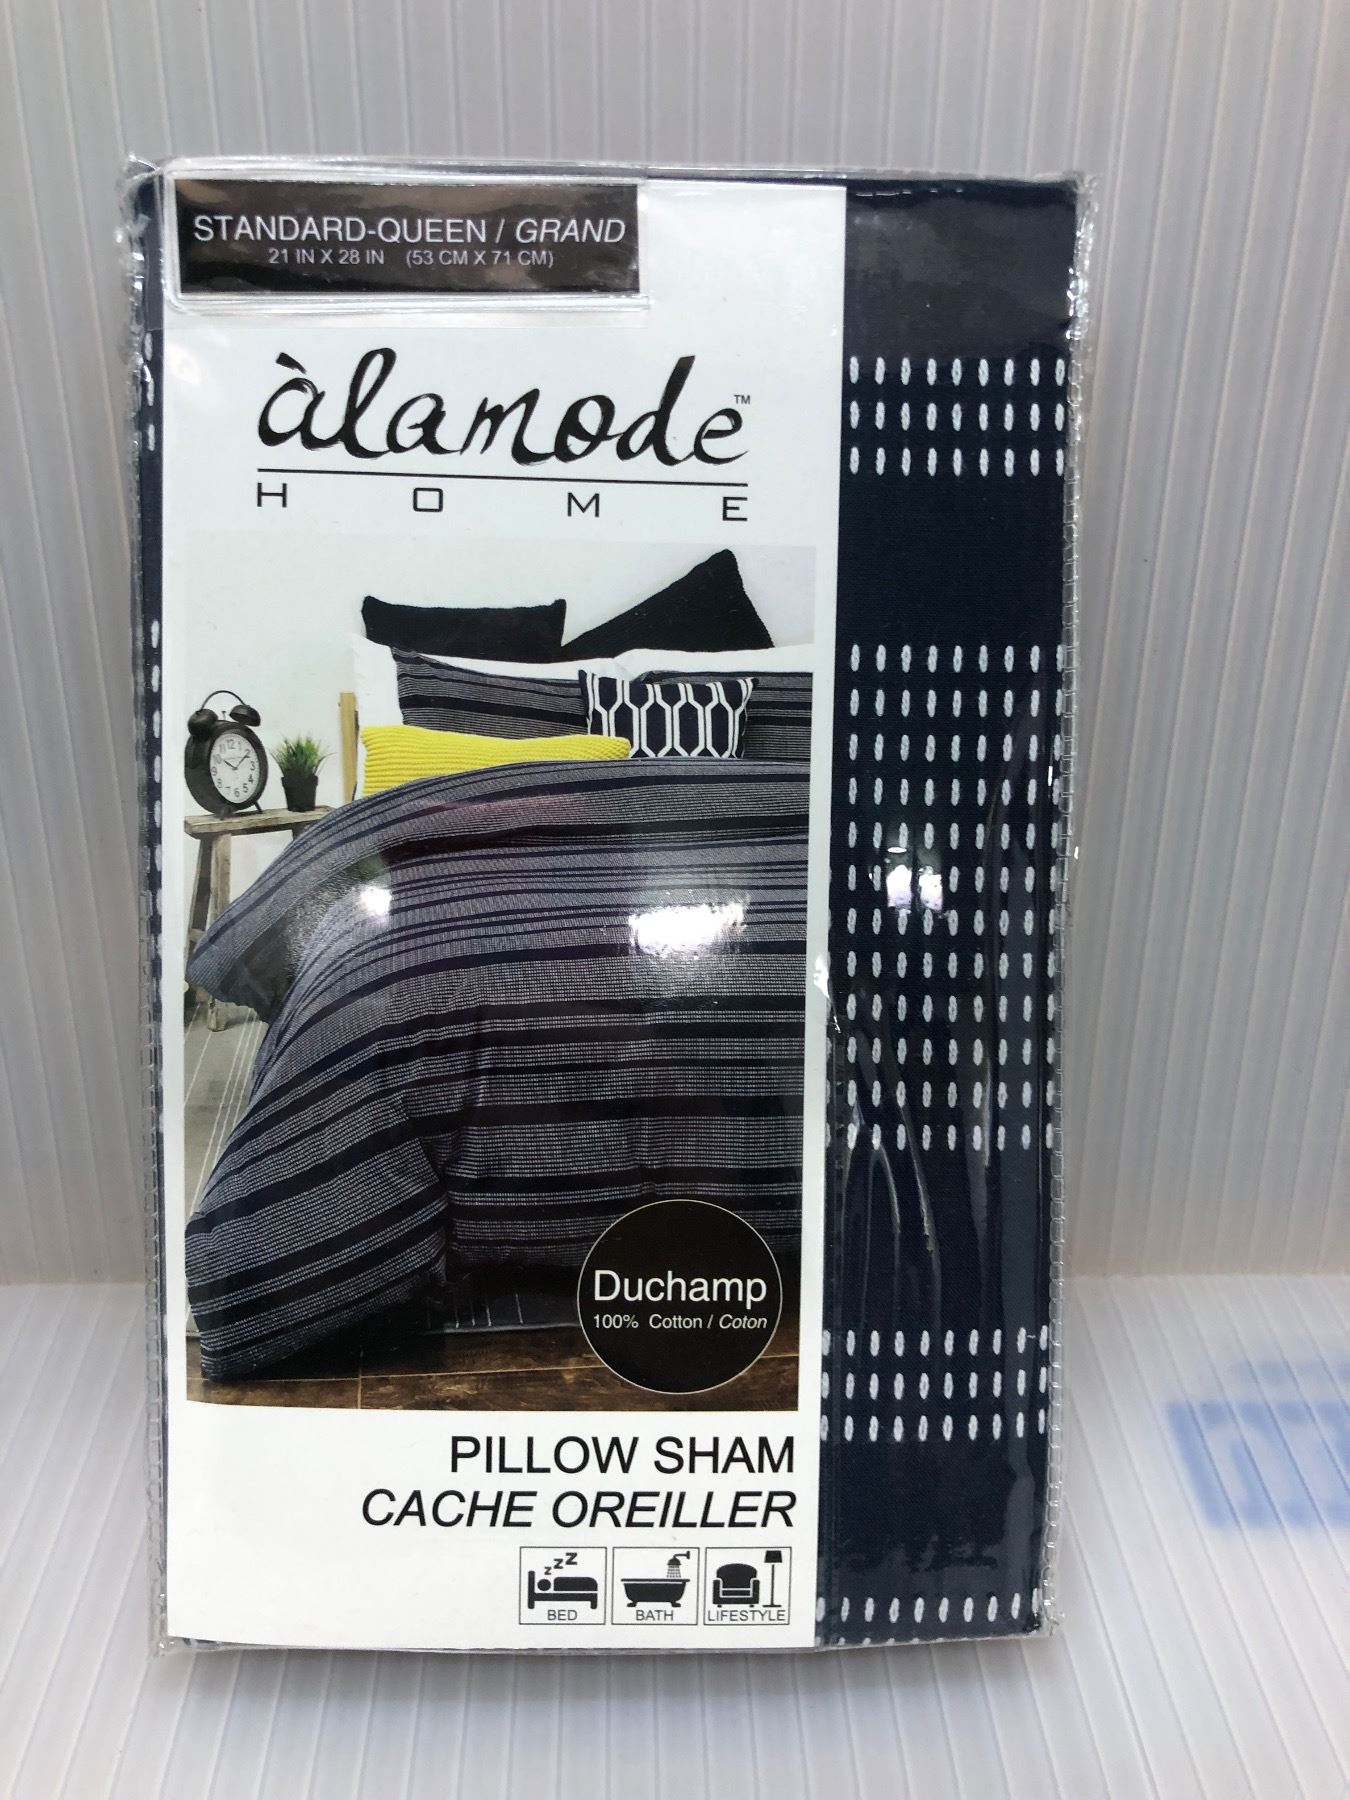 STANDARD-QUEEN / GRAND
21 IN X 28 IN (53 CM X 71 CM)
àlamode™
HOME
Duchamp
100% Cotton / Coton
PILLOW SHAM
CACHE OREILLER
zzZ
BED BATH LIFESTYLE